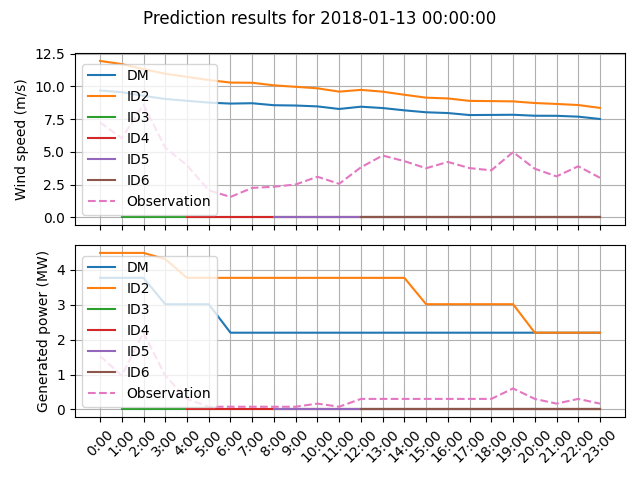 Prediction results for 2018-01-13 00:00:00
Wind speed (m/s)
12.5
10.0
7.5
5.0
2.5
0.0
DM
ID2
ID3
ID4
ID5
ID6
Observation
Generated power (MW)
4
3
2
1
0
DM
ID2
ID3
ID4
ID5
ID6
Observation
0:00 1:00 2:00 3:00 4:00 5:00 6:00 7:00 8:00 9:00 10:00 11:00 12:00 13:00 14:00 15:00 16:00 17:00 18:00 19:00 20:00 21:00 22:00 23:00